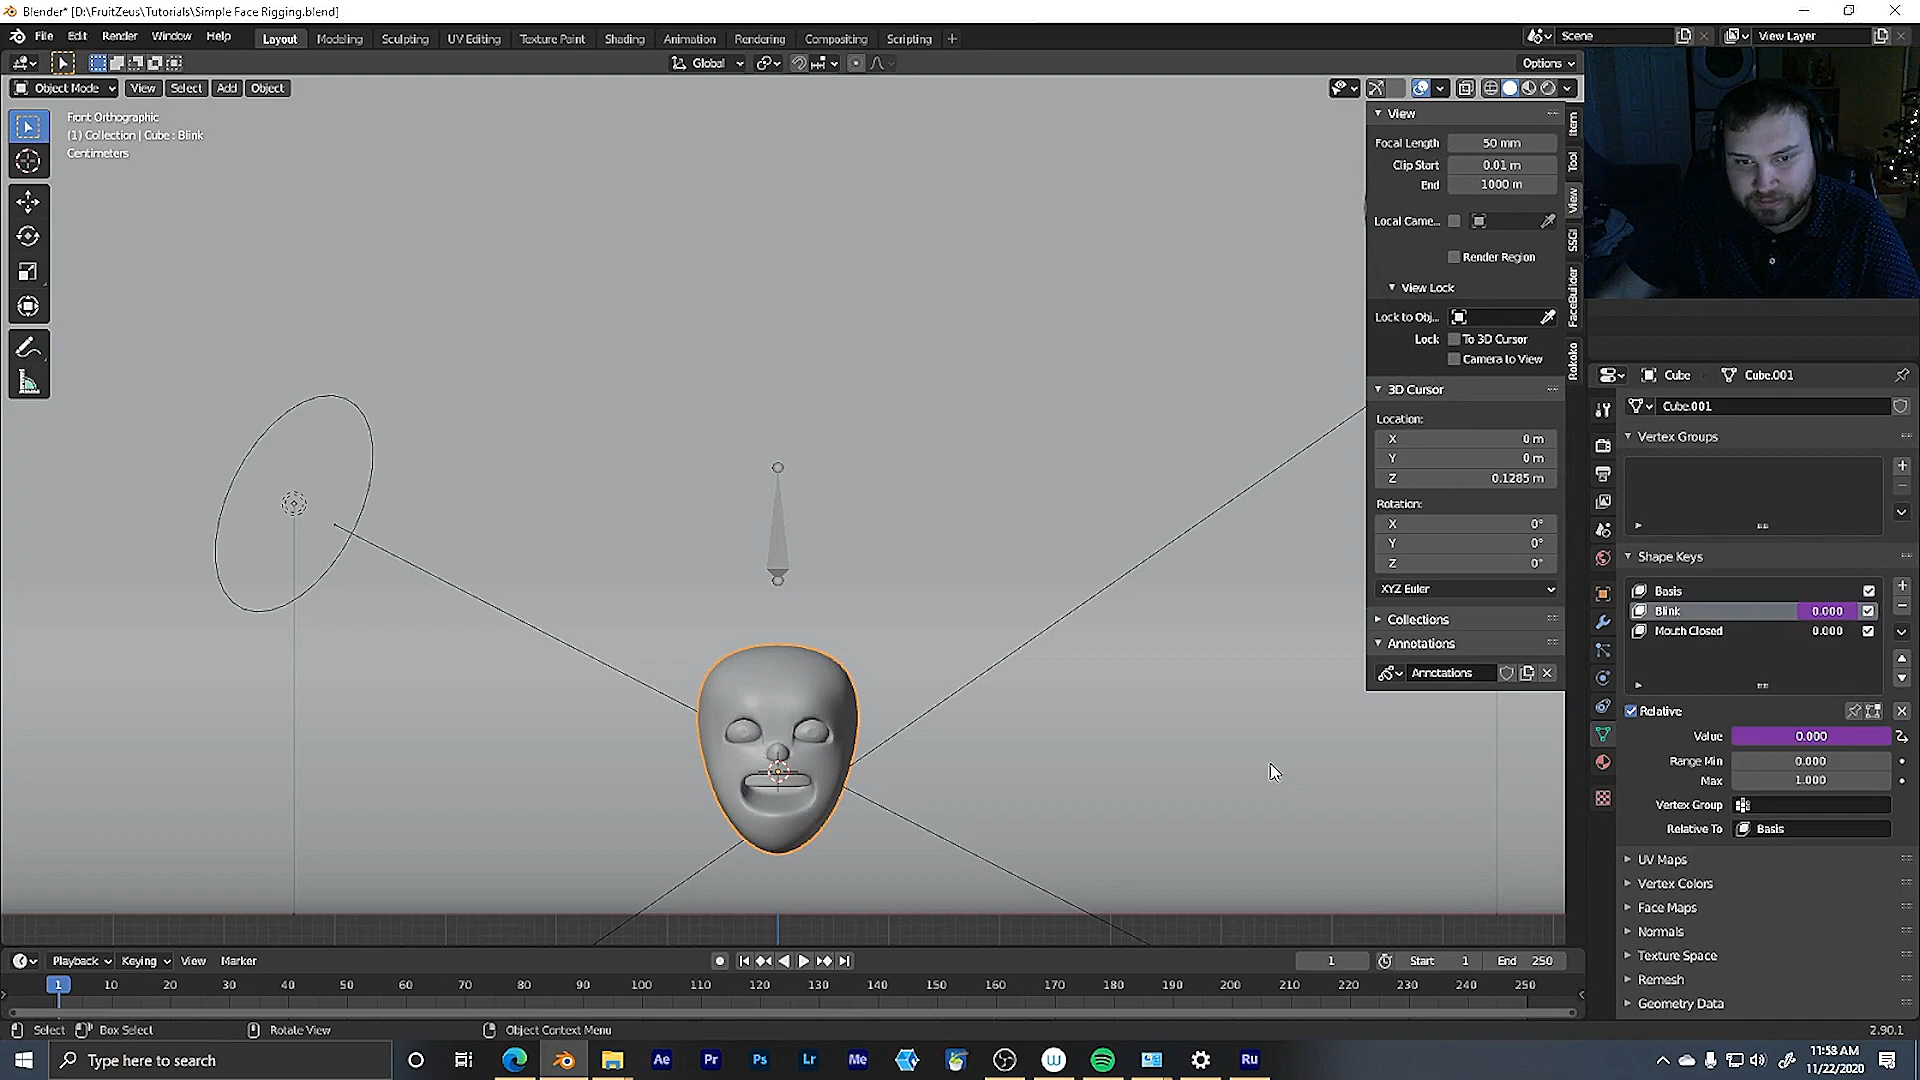 Blender* [D:\FruitZeus\Tutorials\Simple Face Rigging.blend]
File Edit Render Window Help Layout Modeling Sculpting UV Editing Texture Paint Shading Animation Rendering Compositing Scripting + Scene View Layer
Global Options
Object Mode View Select Add Object
Front Orthographic
(1) Collection | Cube : Blink
Centimeters
View
Focal Length 50 mm
Clip Start 0.01 m
End 1000 m
Local Came...
Render Region
View Lock
Lock to Obj...
Lock To 3D Cursor
Camera to View
3D Cursor
Location:
X 0 m
Y 0 m
Z 0.1285 m
Rotation:
X 0°
Y 0°
Z 0°
XYZ Euler
Collections
Annotations
Annotations
Item
Tool
View
SSGI
FaceBuilder
Rokoko
Cube Cube.001
Cube.001
Vertex Groups
Shape Keys
Basis
Blink 0.000
Mouth Closed 0.000
Relative
Value 0.000
Range Min 0.000
Max 1.000
Vertex Group
Relative To Basis
UV Maps
Vertex Colors
Face Maps
Normals
Texture Space
Remesh
Geometry Data
Playback Keying View Marker 1 Start 1 End 250
1 10 20 30 40 50 60 70 80 90 100 110 120 130 140 150 160 170 180 190 200 210 220 230 240 250
Select Box Select Rotate View Object Context Menu 2.90.1
Type here to search Ae Pr Ps Lr Me W Ru
11:58 AM
11/22/2020